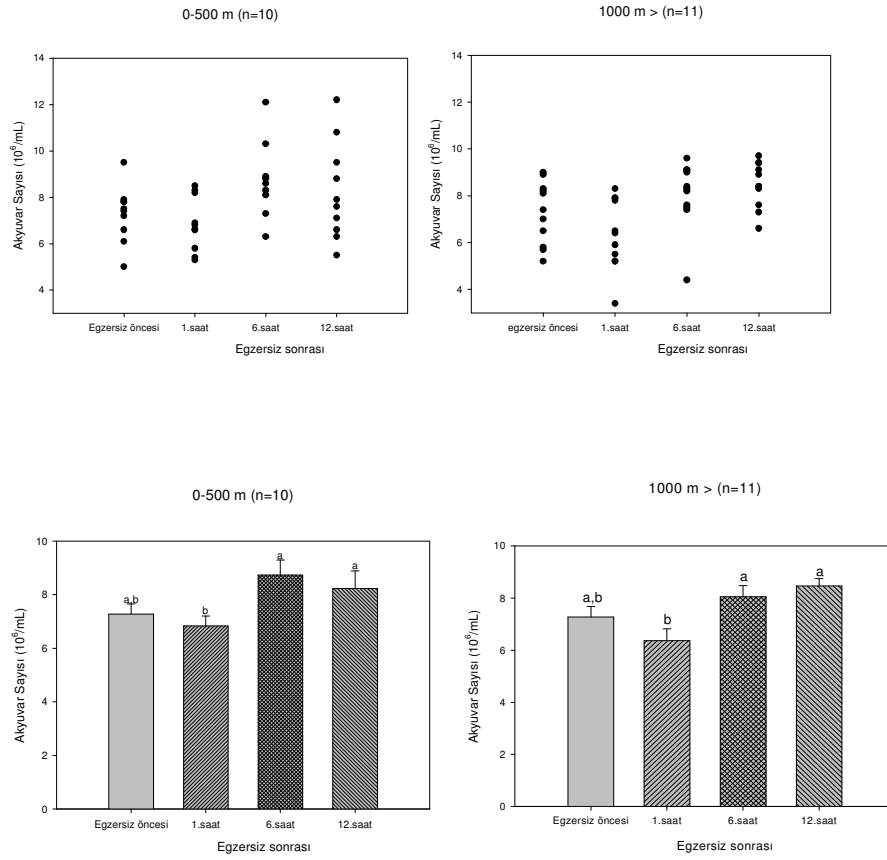 0-500 m (n=10)
14
12
10
8
6
4
Akyuvar Sayısı (10⁶/mL)
Egzersiz öncesi 1.saat 6.saat 12.saat
Egzersiz sonrası
1000 m > (n=11)
14
12
10
8
6
4
Akyuvar Sayısı (10⁶/mL)
egzersiz öncesi 1.saat 6.saat 12.saat
Egzersiz sonrası
0-500 m (n=10)
10
8
6
4
2
0
Akyuvar Sayısı (10⁶/mL)
a,b b a a
Egzersiz öncesi 1.saat 6.saat 12.saat
Egzersiz sonrası
1000 m > (n=11)
10
8
6
4
2
0
Akyuvar Sayısı (10⁶/mL)
a,b b a a
Egzersiz öncesi 1.saat 6.saat 12.saat
Egzersiz sonrası